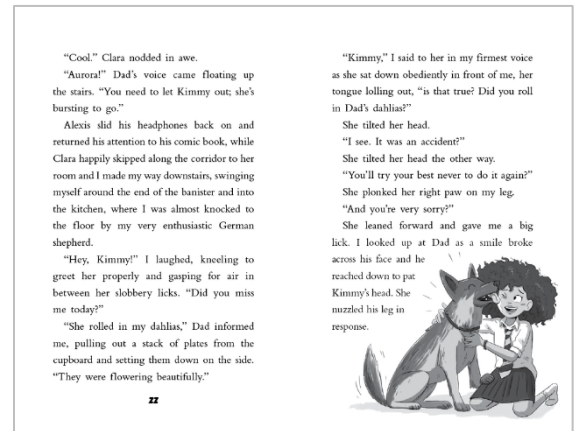 “Cool.” Clara nodded in awe.
“Aurora!” Dad’s voice came floating up
the stairs. “You need to let Kimmy out; she’s
bursting to go.”
Alexis slid his headphones back on and
returned his attention to his comic book, while
Clara happily skipped along the corridor to her
room and I made my way downstairs, swinging
myself around the end of the banister and into
the kitchen, where I was almost knocked to
the floor by my very enthusiastic German
shepherd.
“Hey, Kimmy!” I laughed, kneeling to
greet her properly and gasping for air in
between her slobbery licks. “Did you miss
me today?”
“She rolled in my dahlias,” Dad informed
me, pulling out a stack of plates from the
cupboard and setting them down on the side.
“They were flowering beautifully.”
22
“Kimmy,” I said to her in my firmest voice
as she sat down obediently in front of me, her
tongue lolling out, “is that true? Did you roll
in Dad’s dahlias?”
She tilted her head.
“I see. It was an accident?”
She tilted her head the other way.
“You’ll try your best never to do it again?”
She plonked her right paw on my leg.
“And you’re very sorry?”
She leaned forward and gave me a big
lick. I looked up at Dad as a smile broke
across his face and he
reached down to pat
Kimmy’s head. She
nuzzled his leg in
response.